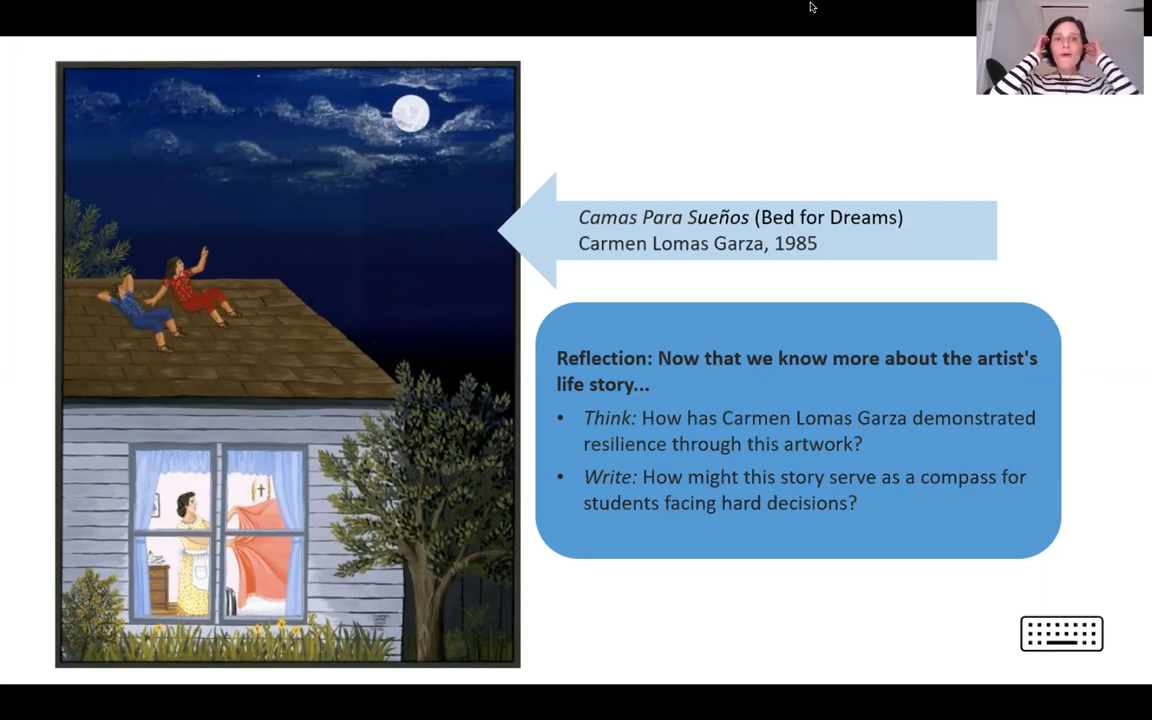 Camas Para Sueños (Bed for Dreams)
Carmen Lomas Garza, 1985
Reflection: Now that we know more about the artist's
life story...
• Think: How has Carmen Lomas Garza demonstrated
resilience through this artwork?
• Write: How might this story serve as a compass for
students facing hard decisions?